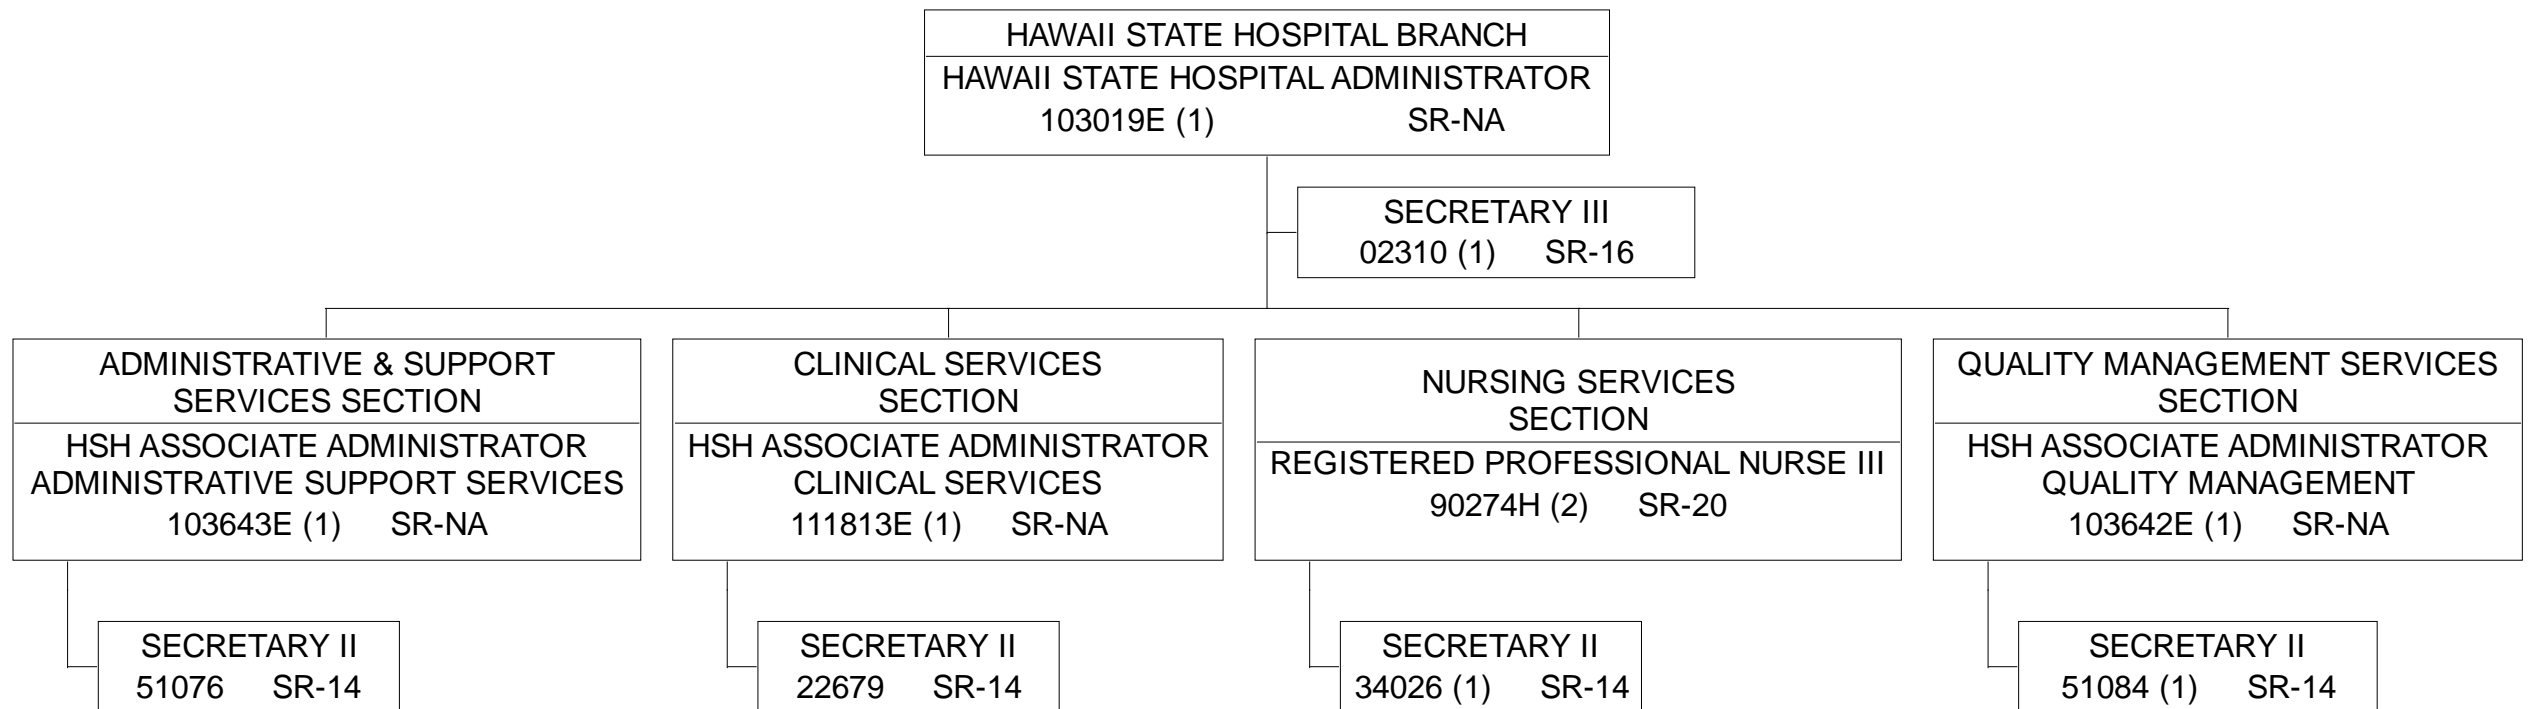 HAWAII STATE HOSPITAL BRANCH
HAWAII STATE HOSPITAL ADMINISTRATOR
103019E (1) SR-NA
SECRETARY III
02310 (1) SR-16
ADMINISTRATIVE & SUPPORT
SERVICES SECTION
HSH ASSOCIATE ADMINISTRATOR
ADMINISTRATIVE SUPPORT SERVICES
103643E (1) SR-NA
SECRETARY II
51076 SR-14
CLINICAL SERVICES
SECTION
HSH ASSOCIATE ADMINISTRATOR
CLINICAL SERVICES
111813E (1) SR-NA
SECRETARY II
22679 SR-14
NURSING SERVICES
SECTION
REGISTERED PROFESSIONAL NURSE III
90274H (2) SR-20
SECRETARY II
34026 (1) SR-14
QUALITY MANAGEMENT SERVICES
SECTION
HSH ASSOCIATE ADMINISTRATOR
QUALITY MANAGEMENT
103642E (1) SR-NA
SECRETARY II
51084 (1) SR-14